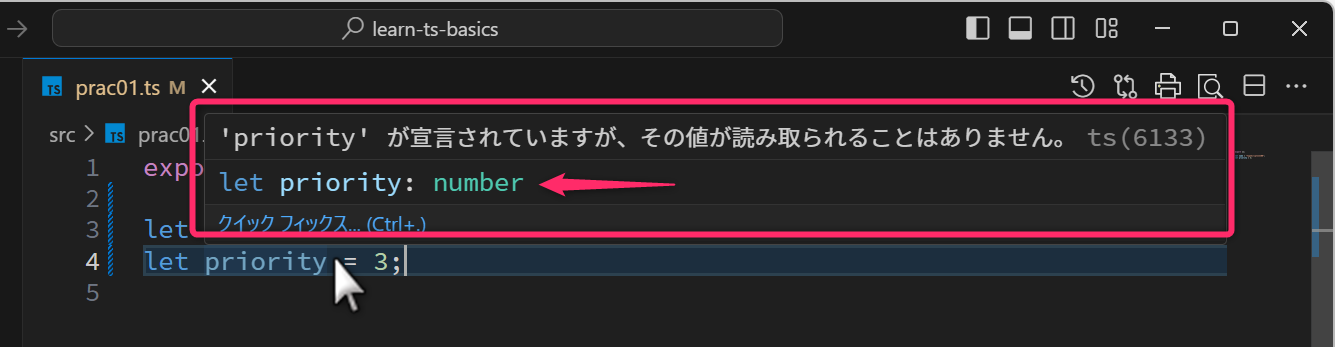 learn-ts-basics
TS prac01.ts M
src > TS prac01.
'priority' が宣言されていますが、その値が読み取られることはありません。 ts(6133)
let priority: number
クイック フィックス... (Ctrl+.)
1 expo
2
3 let
4 let priority = 3;
5